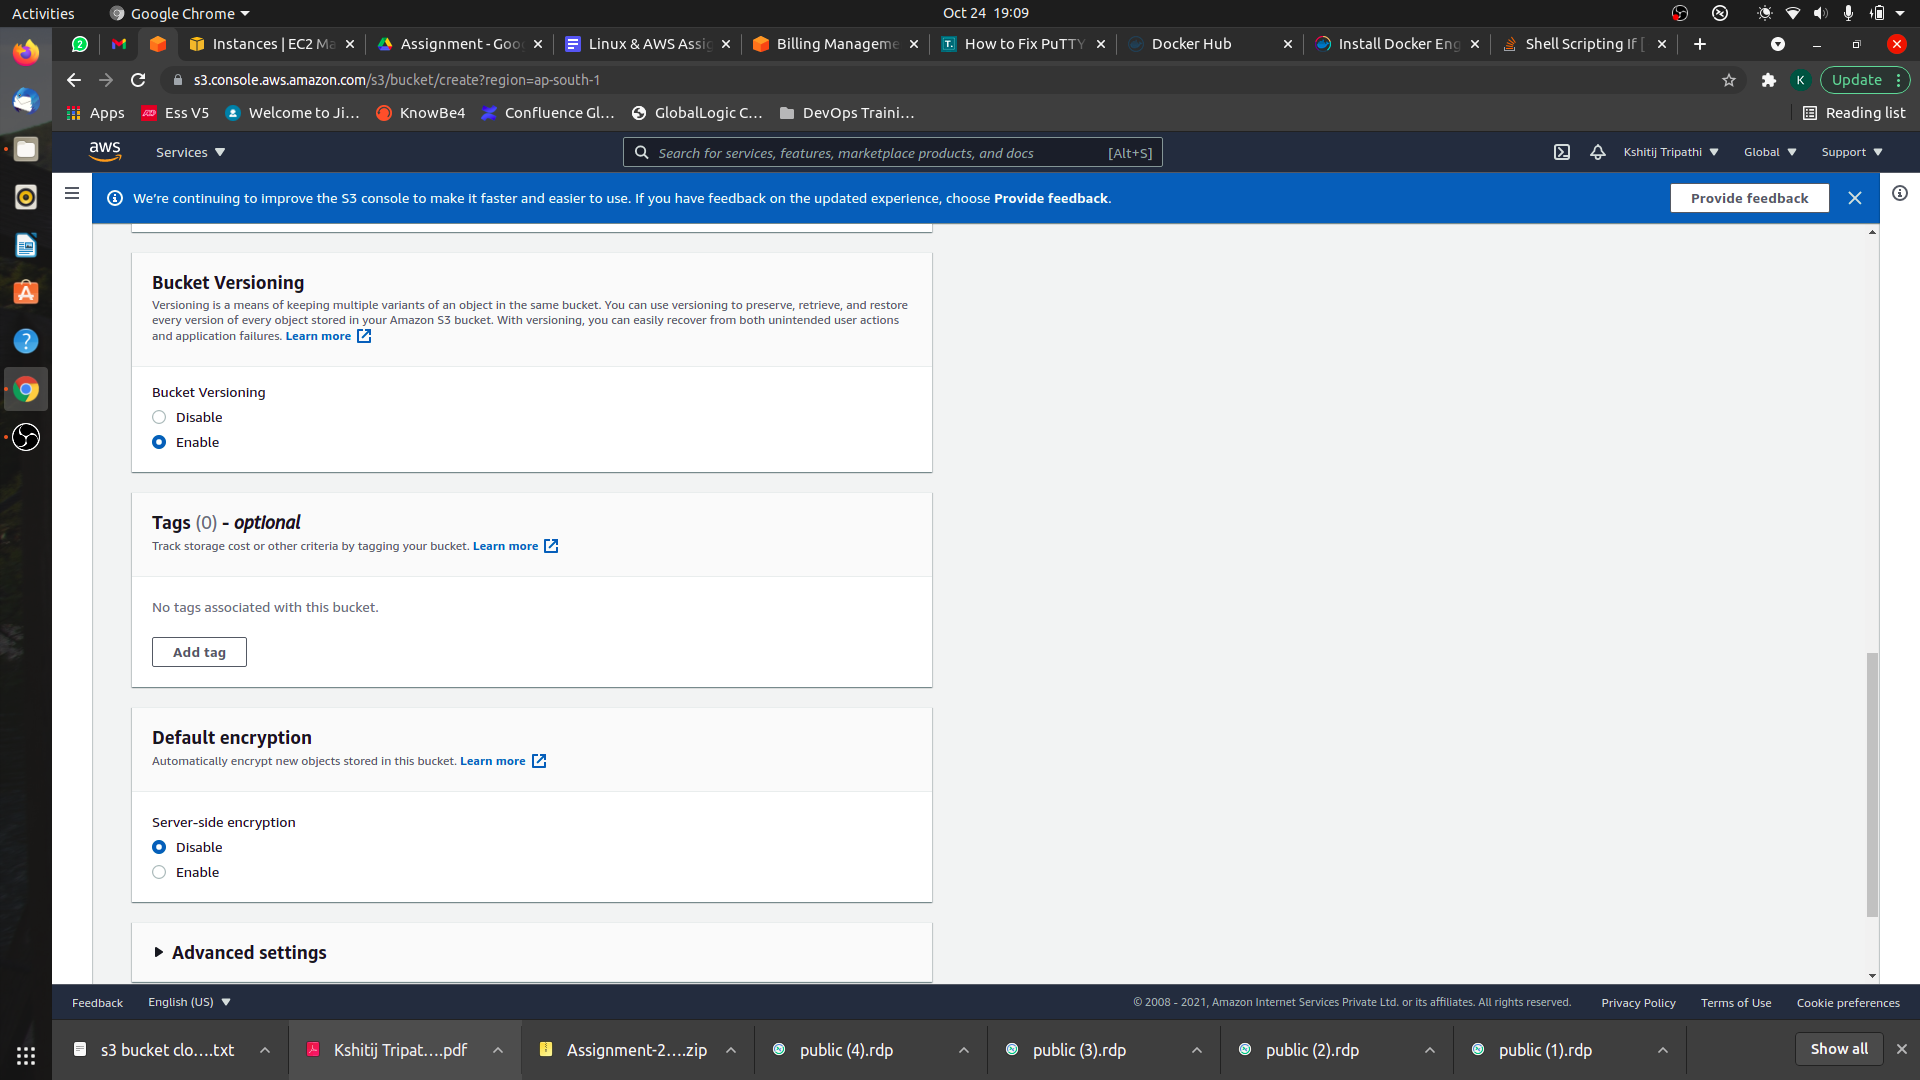 Activities
Google Chrome
Oct 24 19:09
Instances | EC2 Ma
Assignment - Goo
Linux & AWS Assig
Billing Manageme
How to Fix PuTTY
Docker Hub
Install Docker Eng
Shell Scripting If [
s3.console.aws.amazon.com/s3/bucket/create?region=ap-south-1
K
Update
Apps
Ess V5
Welcome to Ji...
KnowBe4
Confluence Gl...
GlobalLogic C...
DevOps Traini...
Reading list
aws
Services
Search for services, features, marketplace products, and docs
[Alt+S]
Kshitij Tripathi
Global
Support
We're continuing to improve the S3 console to make it faster and easier to use. If you have feedback on the updated experience, choose Provide feedback.
Provide feedback
Bucket Versioning
Versioning is a means of keeping multiple variants of an object in the same bucket. You can use versioning to preserve, retrieve, and restore
every version of every object stored in your Amazon S3 bucket. With versioning, you can easily recover from both unintended user actions
and application failures. Learn more
Bucket Versioning
Disable
Enable
Tags (0) - optional
Track storage cost or other criteria by tagging your bucket. Learn more
No tags associated with this bucket.
Add tag
Default encryption
Automatically encrypt new objects stored in this bucket. Learn more
Server-side encryption
Disable
Enable
Advanced settings
Feedback
English (US)
© 2008 - 2021, Amazon Internet Services Private Ltd. or its affiliates. All rights reserved.
Privacy Policy
Terms of Use
Cookie preferences
s3 bucket clo....txt
Kshitij Tripat....pdf
Assignment-2....zip
public (4).rdp
public (3).rdp
public (2).rdp
public (1).rdp
Show all